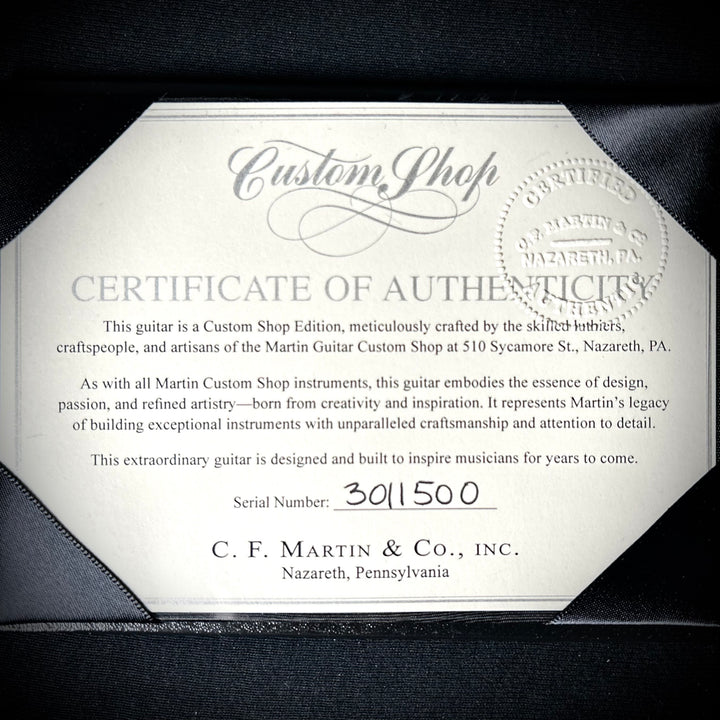 Custom Shop
CERTIFIED
C.F. MARTIN & CO.
NAZARETH, PA.
AUTHENTIC
CERTIFICATE OF AUTHENTICITY
This guitar is a Custom Shop Edition, meticulously crafted by the skilled luthiers,
craftspeople, and artisans of the Martin Guitar Custom Shop at 510 Sycamore St., Nazareth, PA.
As with all Martin Custom Shop instruments, this guitar embodies the essence of design,
passion, and refined artistry—born from creativity and inspiration. It represents Martin's legacy
of building exceptional instruments with unparalleled craftsmanship and attention to detail.
This extraordinary guitar is designed and built to inspire musicians for years to come.
Serial Number: 3011500
C. F. MARTIN & CO., INC.
Nazareth, Pennsylvania